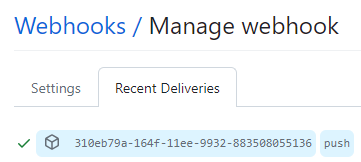 Webhooks / Manage webhook
Settings Recent Deliveries
310eb79a-164f-11ee-9932-883508055136 push